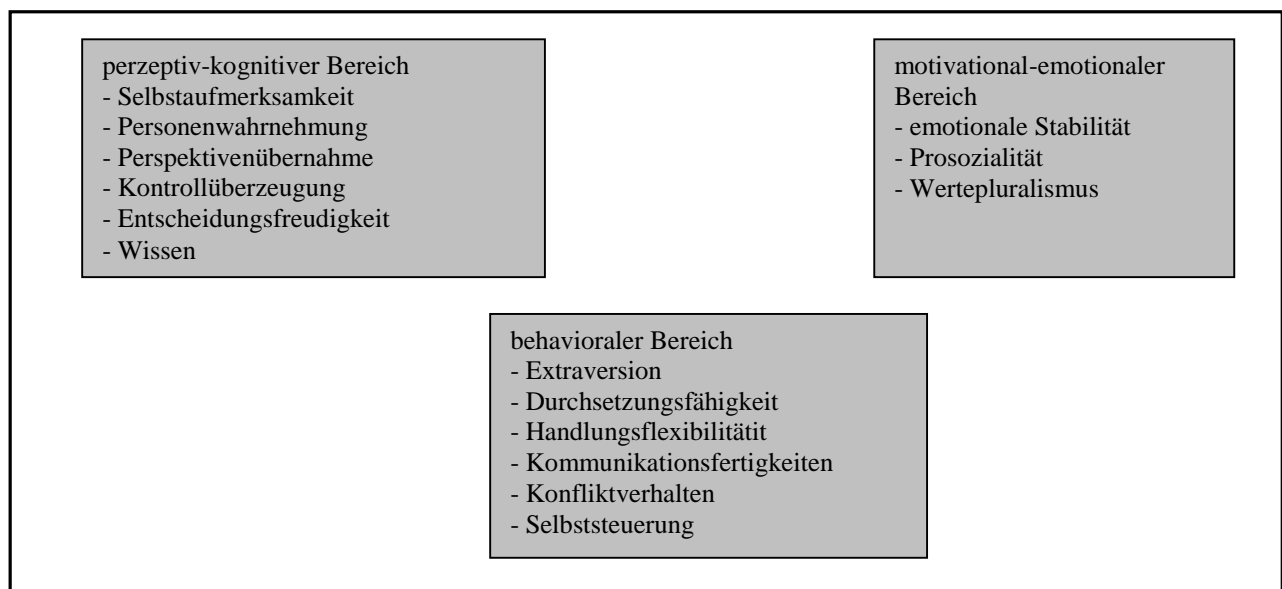 perzeptiv-kognitiver Bereich
- Selbstaufmerksamkeit
- Personenwahrnehmung
- Perspektivenübernahme
- Kontrollüberzeugung
- Entscheidungsfreudigkeit
- Wissen
motivational-emotionaler
Bereich
- emotionale Stabilität
- Prosozialität
- Wertepluralismus
behavioraler Bereich
- Extraversion
- Durchsetzungsfähigkeit
- Handlungsflexibilitätit
- Kommunikationsfertigkeiten
- Konfliktverhalten
- Selbststeuerung